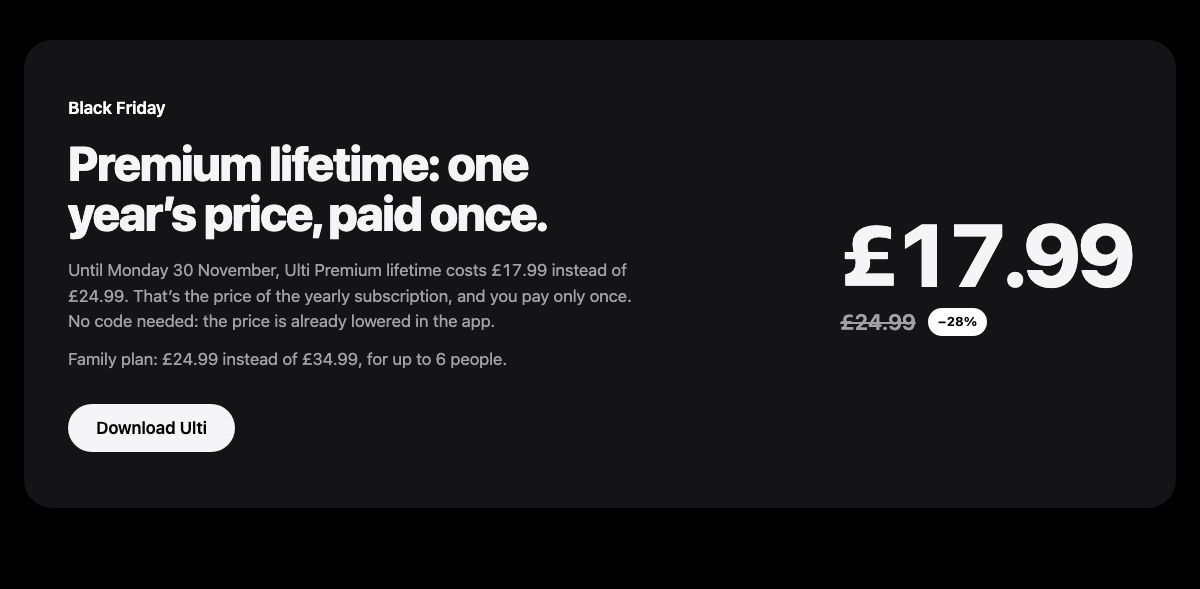 Black Friday
Premium lifetime: one
year’s price, paid once.
Until Monday 30 November, Ulti Premium lifetime costs £17.99 instead of
£24.99. That’s the price of the yearly subscription, and you pay only once.
No code needed: the price is already lowered in the app.
Family plan: £24.99 instead of £34.99, for up to 6 people.
Download Ulti
£17.99
£24.99 −28%